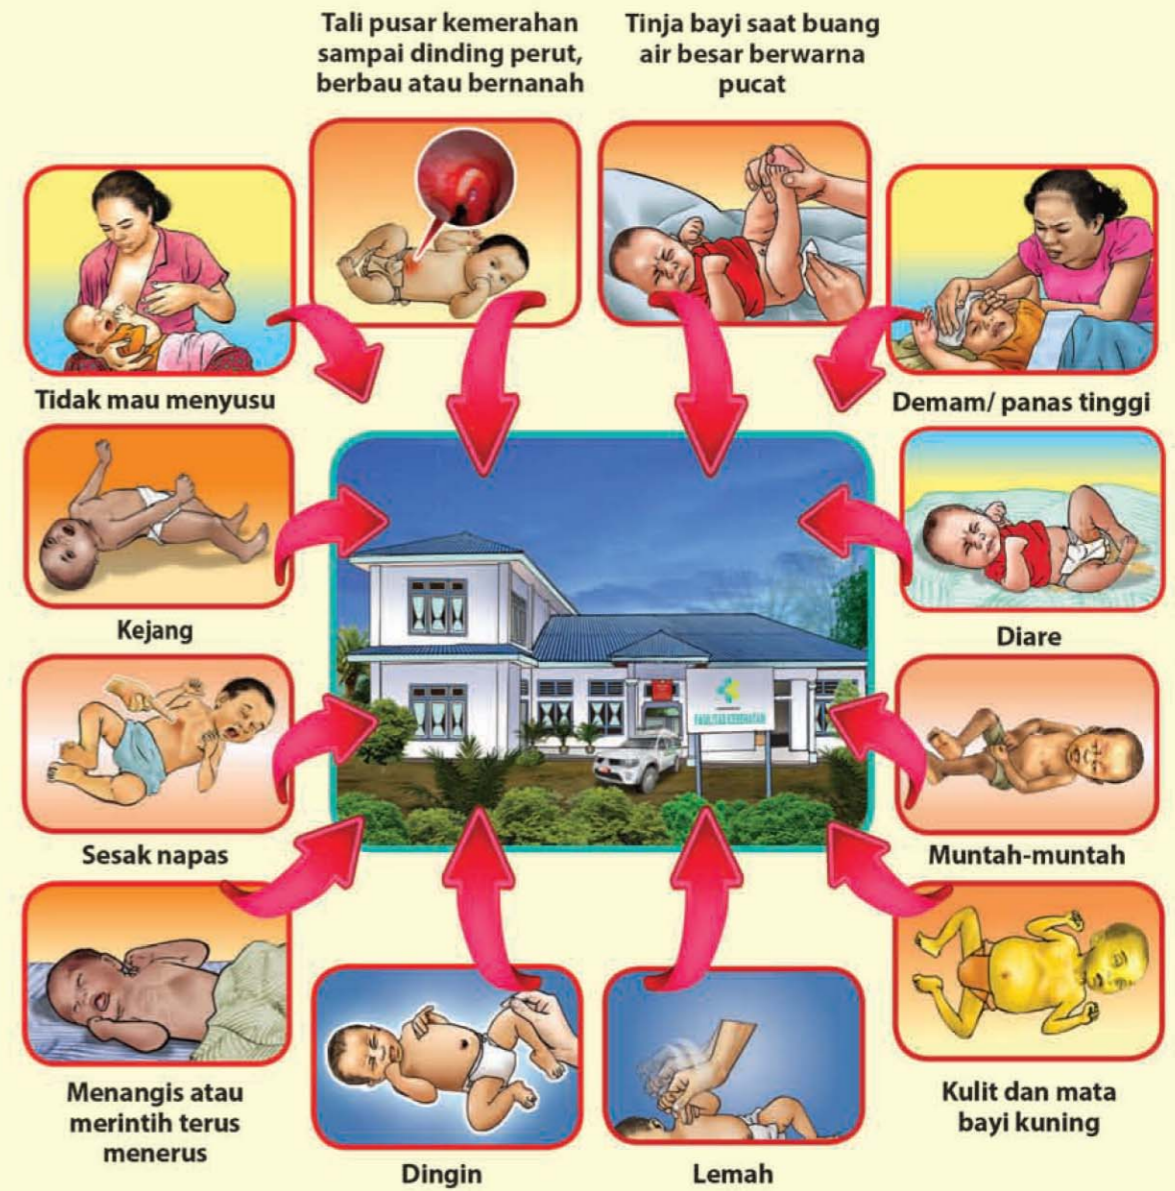 Tali pusar kemerahan
sampai dinding perut,
berbau atau bernanah
Tinja bayi saat buang
air besar berwarna
pucat
Tidak mau menyusu
Demam/ panas tinggi
Kejang
Diare
FASILITAS KESEHATAN
Sesak napas
Muntah-muntah
Menangis atau
merintih terus
menerus
Kulit dan mata
bayi kuning
Dingin
Lemah